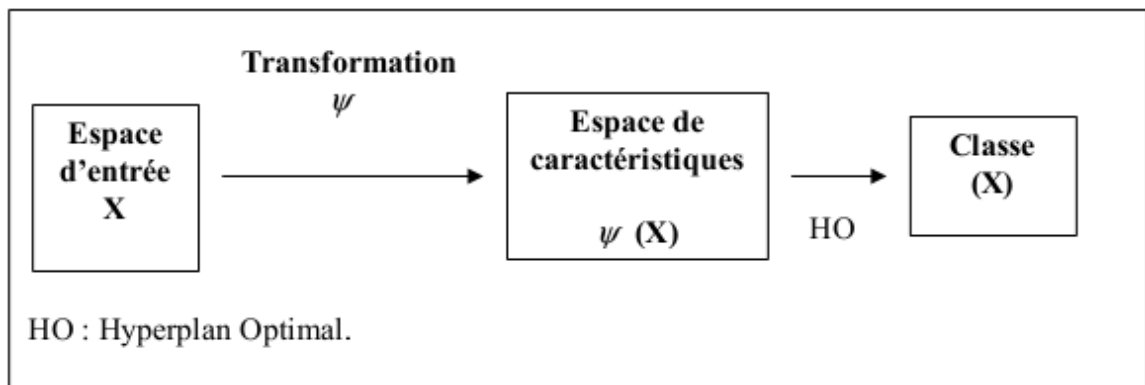 Transformation
ψ
Espace
d'entrée
X
Espace de
caractéristiques
ψ (X)
HO
Classe
(X)
HO : Hyperplan Optimal.